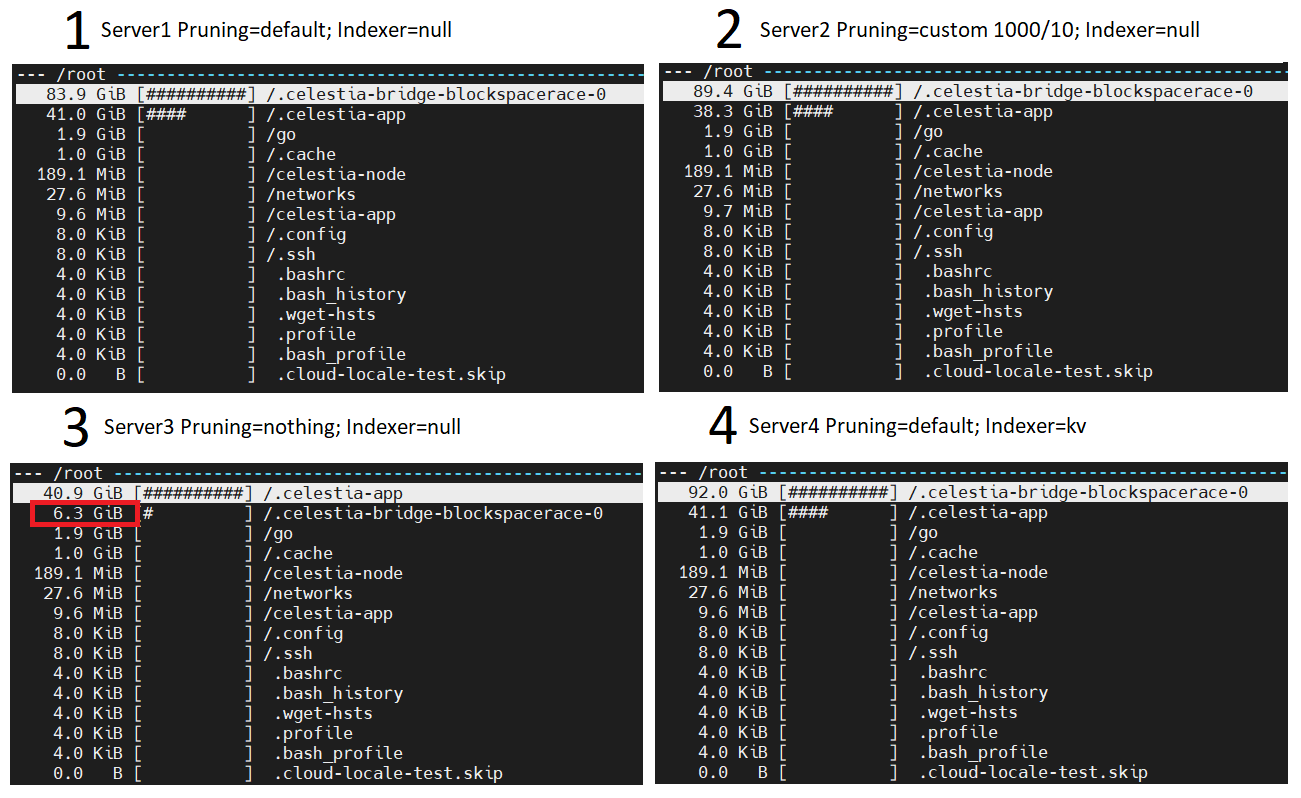 1 Server1 Pruning=default; Indexer=null
--- /root ----------------------------------------------------
83.9 GiB [##########] /.celestia-bridge-blockspacerace-0
41.0 GiB [####      ] /.celestia-app
1.9 GiB [          ] /go
1.0 GiB [          ] /.cache
189.1 MiB [          ] /celestia-node
27.6 MiB [          ] /networks
9.6 MiB [          ] /celestia-app
8.0 KiB [          ] /.config
8.0 KiB [          ] /.ssh
4.0 KiB [          ]  .bashrc
4.0 KiB [          ]  .bash_history
4.0 KiB [          ]  .wget-hsts
4.0 KiB [          ]  .profile
4.0 KiB [          ]  .bash_profile
0.0   B [          ]  .cloud-locale-test.skip
2 Server2 Pruning=custom 1000/10; Indexer=null
--- /root ----------------------------------------------------
89.4 GiB [##########] /.celestia-bridge-blockspacerace-0
38.3 GiB [####      ] /.celestia-app
1.9 GiB [          ] /go
1.0 GiB [          ] /.cache
189.1 MiB [          ] /celestia-node
27.6 MiB [          ] /networks
9.7 MiB [          ] /celestia-app
8.0 KiB [          ] /.config
8.0 KiB [          ] /.ssh
4.0 KiB [          ]  .bashrc
4.0 KiB [          ]  .bash_history
4.0 KiB [          ]  .wget-hsts
4.0 KiB [          ]  .profile
4.0 KiB [          ]  .bash_profile
0.0   B [          ]  .cloud-locale-test.skip
3 Server3 Pruning=nothing; Indexer=null
--- /root ----------------------------------------------------
40.9 GiB [##########] /.celestia-app
6.3 GiB [#         ] /.celestia-bridge-blockspacerace-0
1.9 GiB [          ] /go
1.0 GiB [          ] /.cache
189.1 MiB [          ] /celestia-node
27.6 MiB [          ] /networks
9.6 MiB [          ] /celestia-app
8.0 KiB [          ] /.config
8.0 KiB [          ] /.ssh
4.0 KiB [          ]  .bashrc
4.0 KiB [          ]  .bash_history
4.0 KiB [          ]  .wget-hsts
4.0 KiB [          ]  .profile
4.0 KiB [          ]  .bash_profile
0.0   B [          ]  .cloud-locale-test.skip
4 Server4 Pruning=default; Indexer=kv
--- /root ----------------------------------------------------
92.0 GiB [##########] /.celestia-bridge-blockspacerace-0
41.1 GiB [####      ] /.celestia-app
1.9 GiB [          ] /go
1.0 GiB [          ] /.cache
189.1 MiB [          ] /celestia-node
27.6 MiB [          ] /networks
9.6 MiB [          ] /celestia-app
8.0 KiB [          ] /.config
8.0 KiB [          ] /.ssh
4.0 KiB [          ]  .bashrc
4.0 KiB [          ]  .bash_history
4.0 KiB [          ]  .wget-hsts
4.0 KiB [          ]  .profile
4.0 KiB [          ]  .bash_profile
0.0   B [          ]  .cloud-locale-test.skip